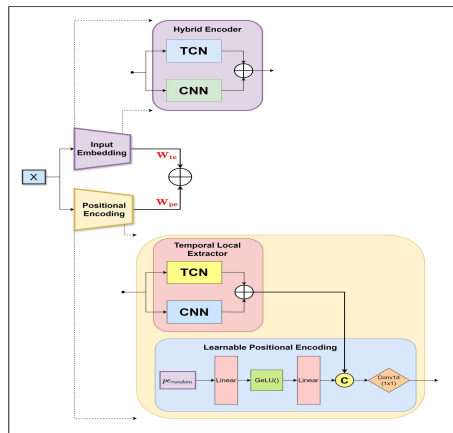 Hybrid Encoder
TCN
CNN
Input
Embedding
W_te
X
Positional
Encoding
W_pe
Temporal Local
Extractor
TCN
CNN
Learnable Positional Encoding
pe_random
Linear
GeLU()
Linear
C
Conv1d
(1x1)